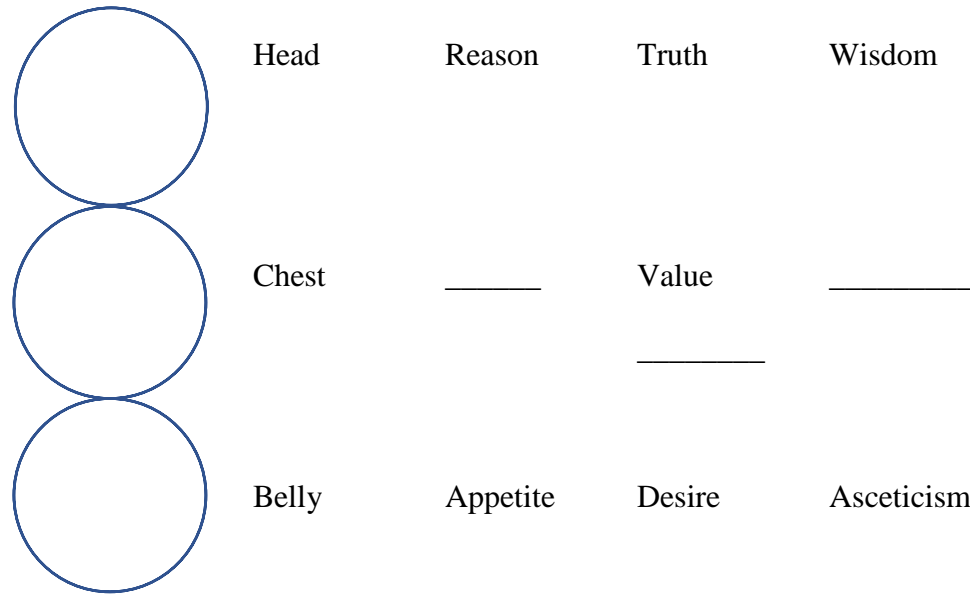 Head Reason Truth Wisdom
Chest ______ Value _________
________
Belly Appetite Desire Asceticism